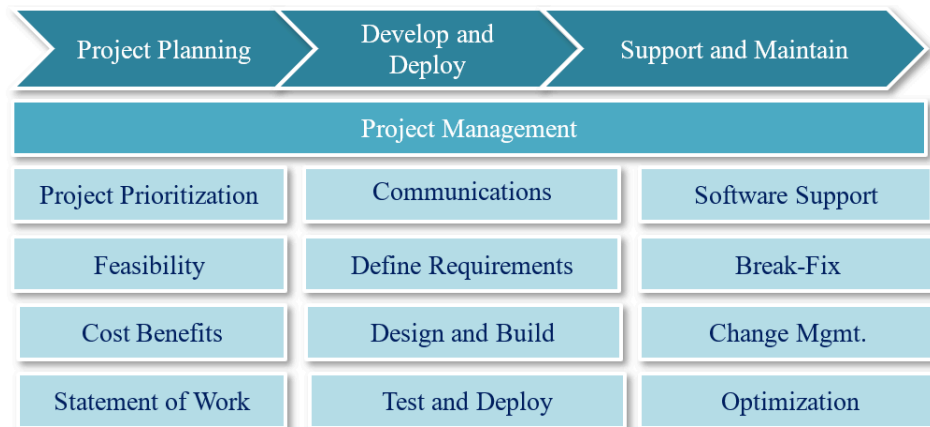 Project Planning
Develop and
Deploy
Support and Maintain
Project Management
Project Prioritization
Communications
Software Support
Feasibility
Define Requirements
Break-Fix
Cost Benefits
Design and Build
Change Mgmt.
Statement of Work
Test and Deploy
Optimization